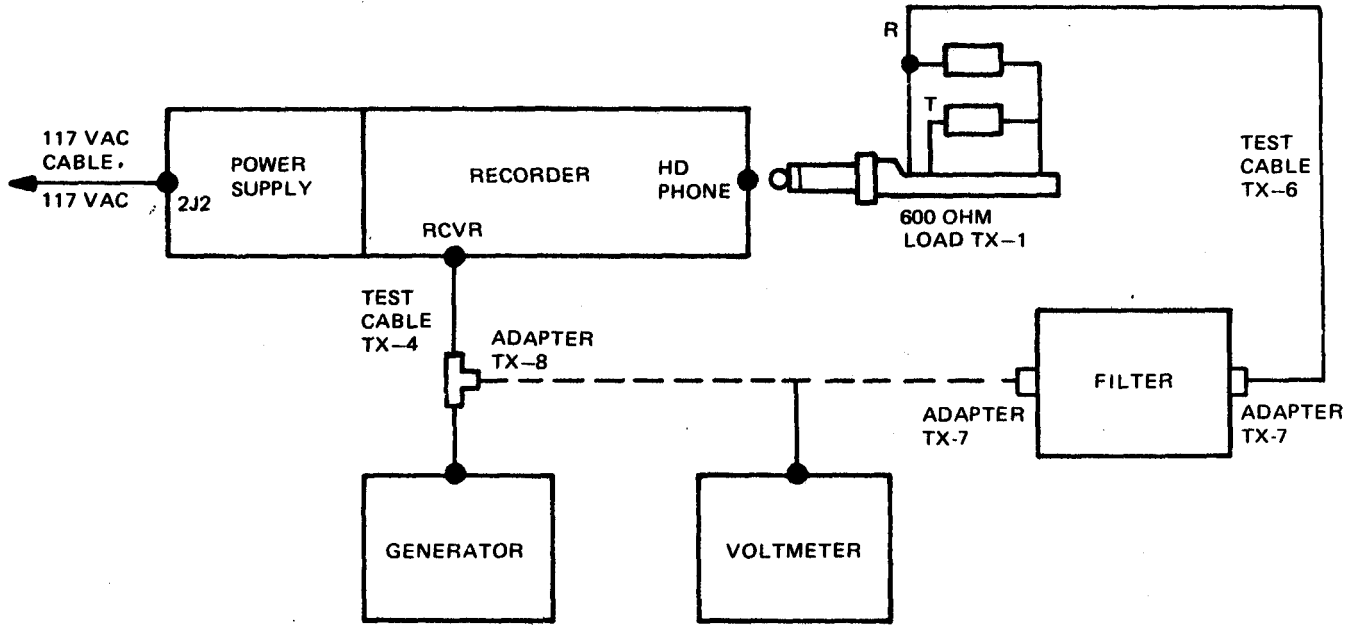 R
T
117 VAC
CABLE.
117 VAC
2J2
POWER
SUPPLY
RECORDER
HD
PHONE
RCVR
600 OHM
LOAD TX-1
TEST
CABLE
TX-6
TEST
CABLE
TX-4
ADAPTER
TX-8
FILTER
ADAPTER
TX-7
ADAPTER
TX-7
GENERATOR
VOLTMETER